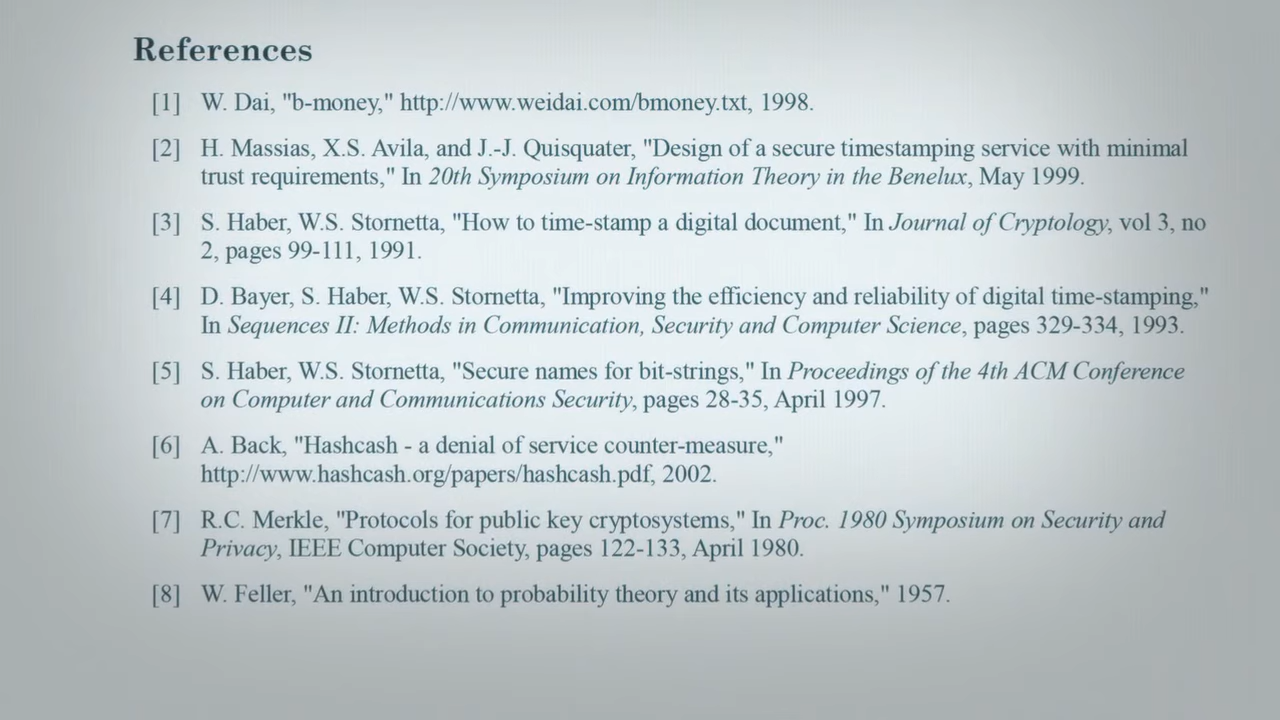 References
[1] W. Dai, "b-money," http://www.weidai.com/bmoney.txt, 1998.
[2] H. Massias, X.S. Avila, and J.-J. Quisquater, "Design of a secure timestamping service with minimal
trust requirements," In 20th Symposium on Information Theory in the Benelux, May 1999.
[3] S. Haber, W.S. Stornetta, "How to time-stamp a digital document," In Journal of Cryptology, vol 3, no
2, pages 99-111, 1991.
[4] D. Bayer, S. Haber, W.S. Stornetta, "Improving the efficiency and reliability of digital time-stamping,"
In Sequences II: Methods in Communication, Security and Computer Science, pages 329-334, 1993.
[5] S. Haber, W.S. Stornetta, "Secure names for bit-strings," In Proceedings of the 4th ACM Conference
on Computer and Communications Security, pages 28-35, April 1997.
[6] A. Back, "Hashcash - a denial of service counter-measure,"
http://www.hashcash.org/papers/hashcash.pdf, 2002.
[7] R.C. Merkle, "Protocols for public key cryptosystems," In Proc. 1980 Symposium on Security and
Privacy, IEEE Computer Society, pages 122-133, April 1980.
[8] W. Feller, "An introduction to probability theory and its applications," 1957.